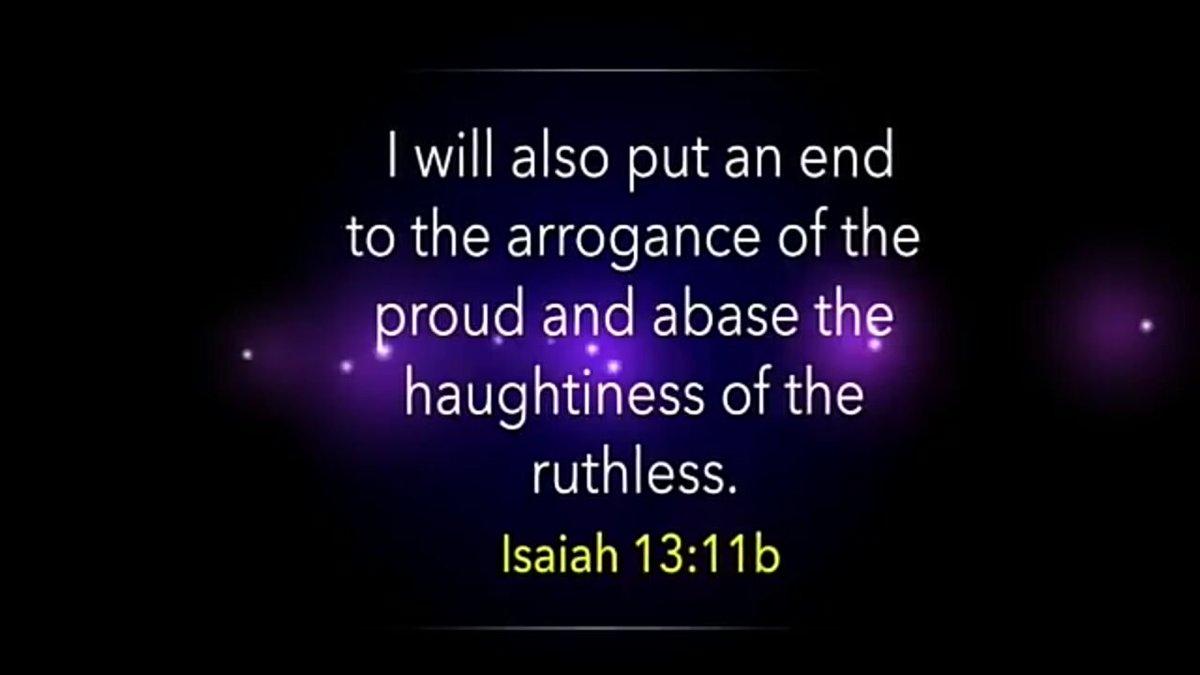 I will also put an end
to the arrogance of the
proud and abase the
haughtiness of the
ruthless.
Isaiah 13:11b